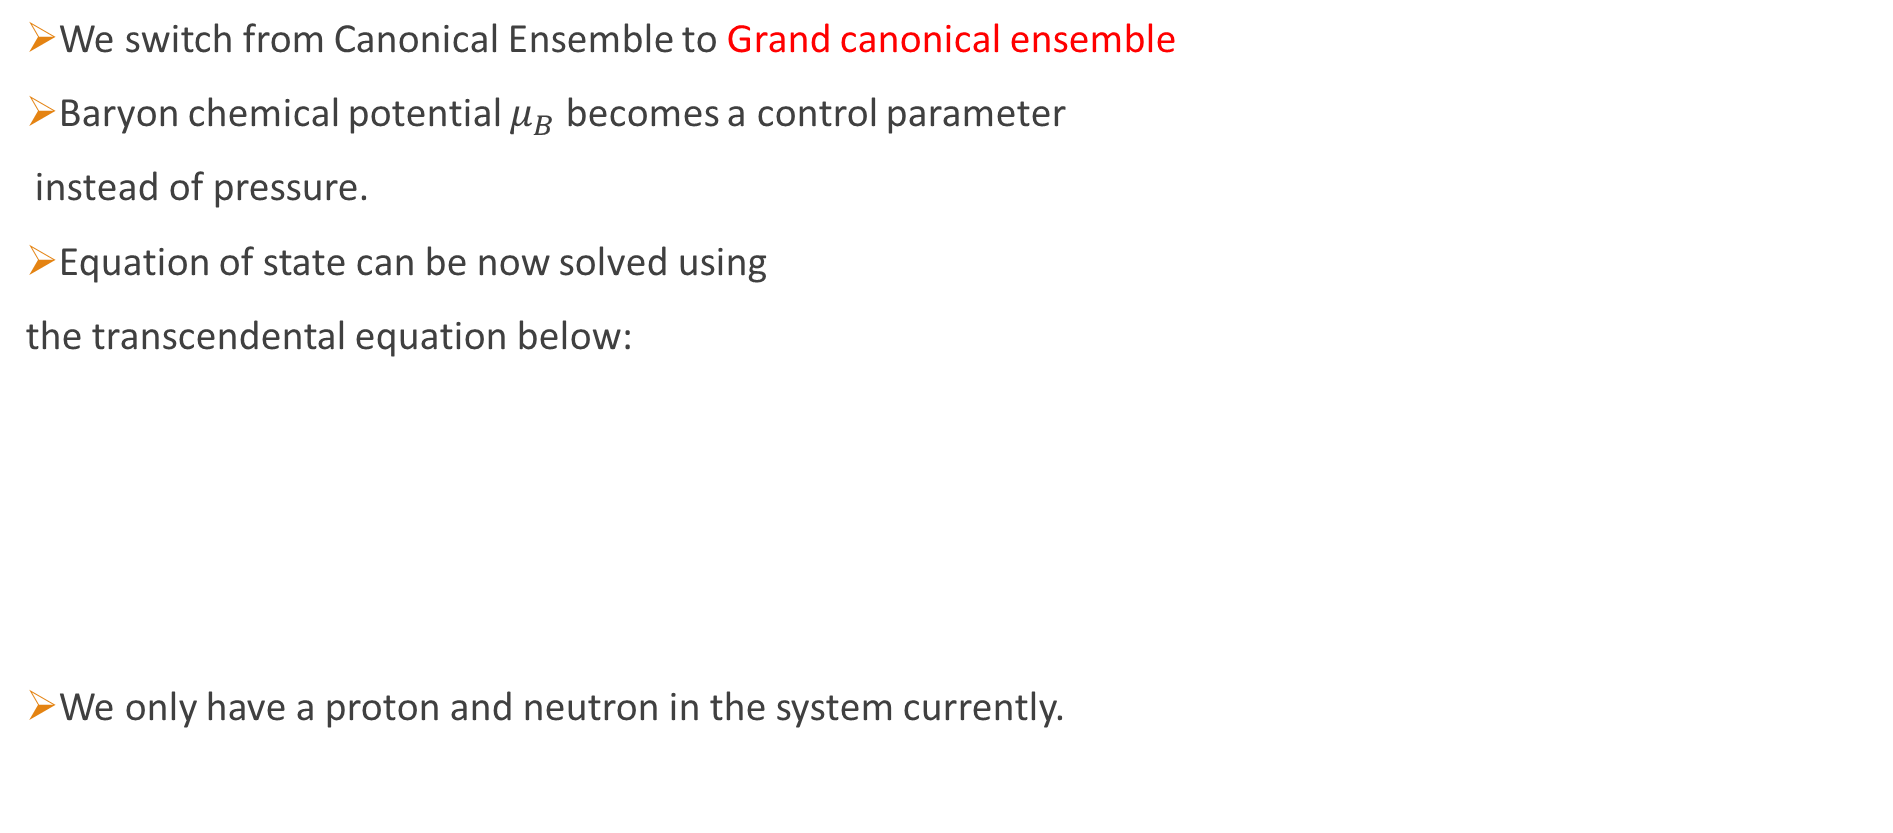 ➢We switch from Canonical Ensemble to Grand canonical ensemble
➢Baryon chemical potential μ_B becomes a control parameter
instead of pressure.
➢Equation of state can be now solved using
the transcendental equation below:
➢We only have a proton and neutron in the system currently.